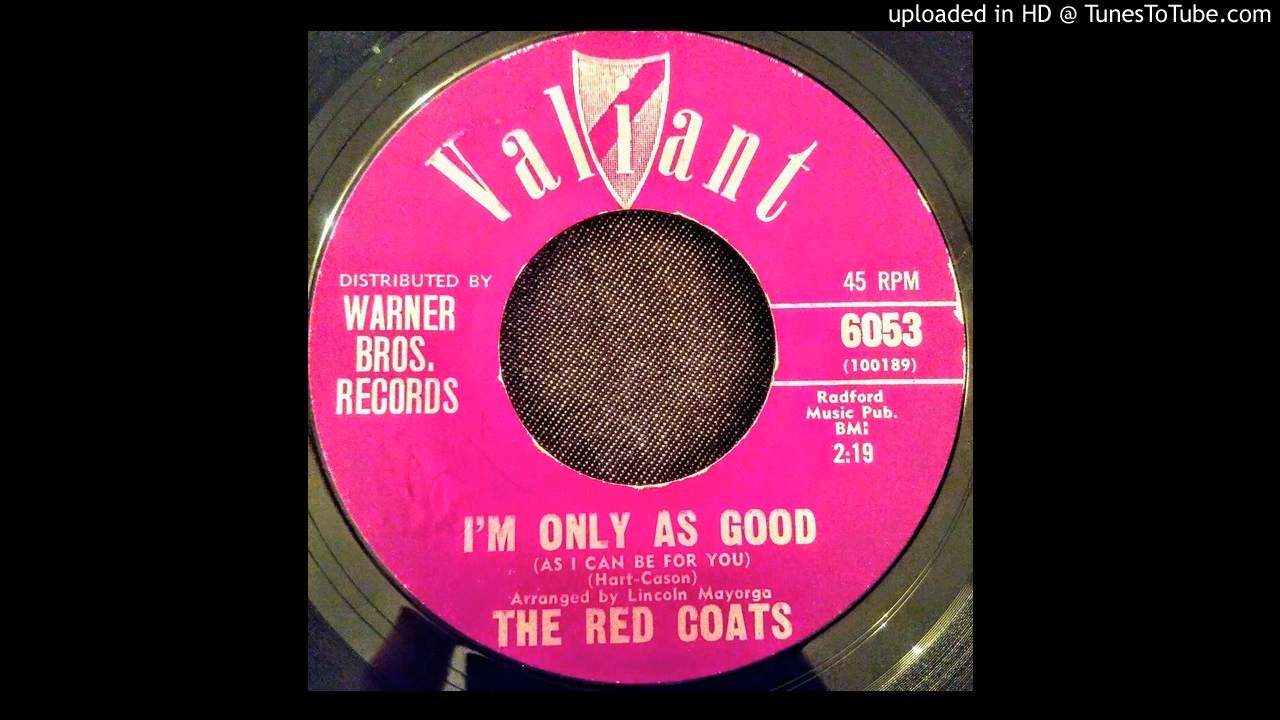 uploaded in HD @ TunesToTube.com
Valiant
DISTRIBUTED BY
WARNER
BROS.
RECORDS
45 RPM
6053
(100189)
Radford
Music Pub.
BMI
2:19
I'M ONLY AS GOOD
(AS I CAN BE FOR YOU)
(Hart-Cason)
Arranged by Lincoln Mayorga
THE RED COATS